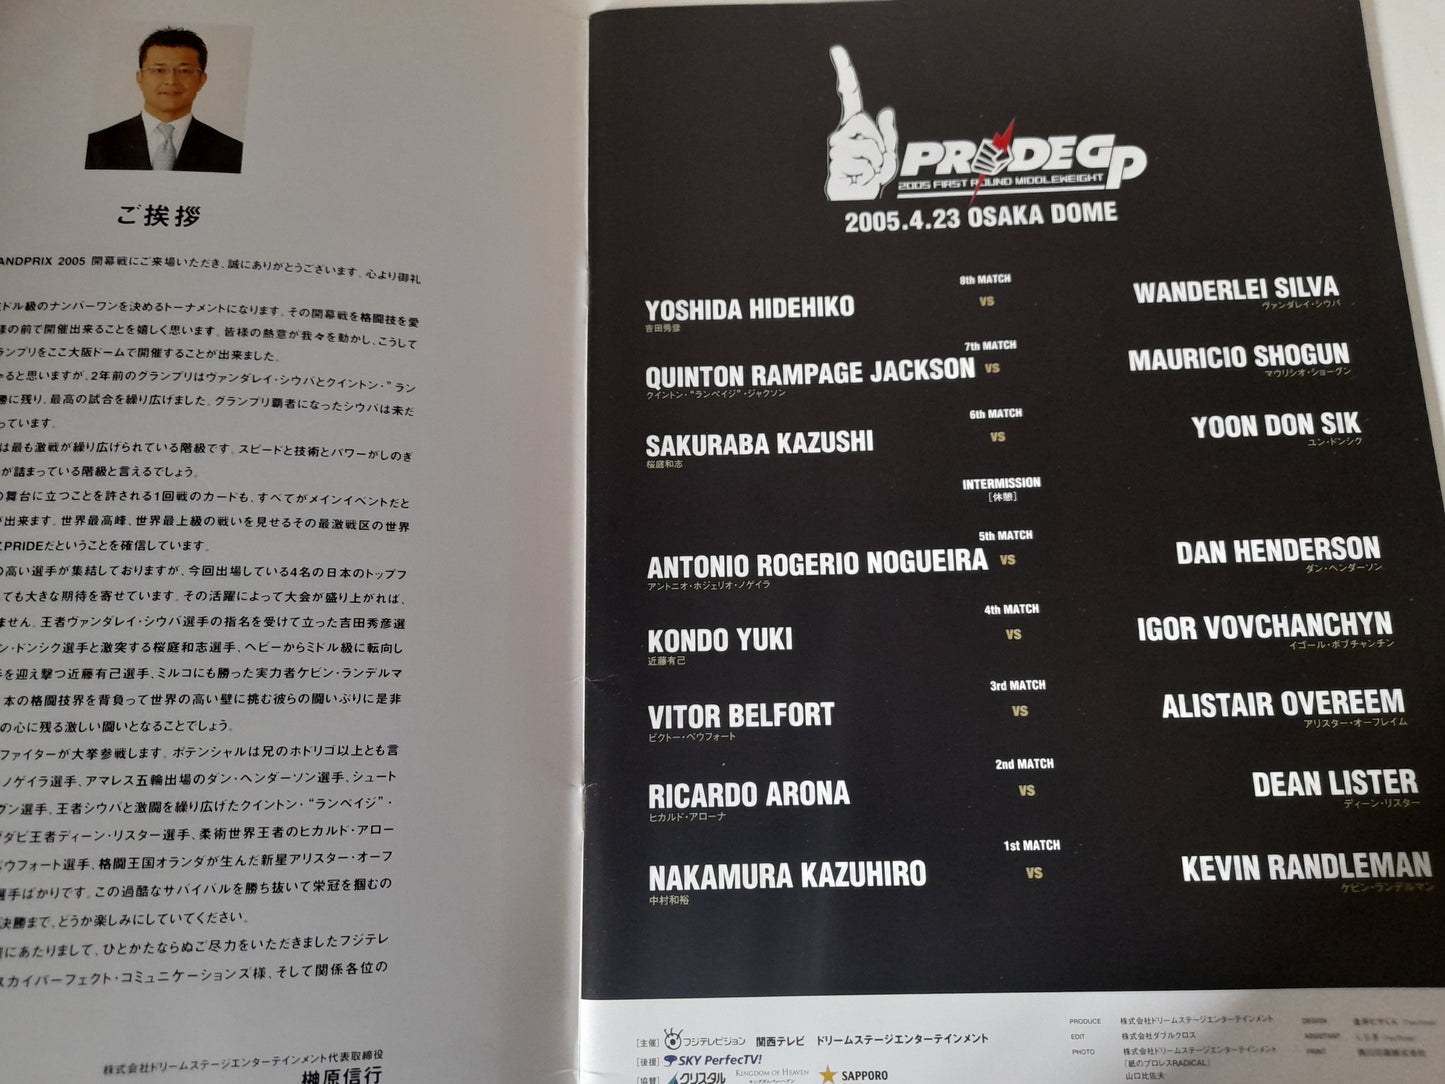 ご挨拶
ANDPRIX 2005 開幕戦にご来場いただき、誠にありがとうございます。心より御礼
ドル級のナンバーワンを決めるトーナメントになります。その開幕戦を格闘技を愛
様の前で開催出来ることを嬉しく思います。皆様の熱意が我々を動かし、こうして
ランプリをここ大阪ドームで開催することが出来ました。
ると思いますが、2年前のグランプリはヴァンダレイ・シウバとクイントン・"ラン
勝に残り、最高の試合を繰り広げました。グランプリ覇者になったシウバは未だ
っています。
は最も激戦が繰り広げられている階級です。スピードと技術とパワーがしのぎ
が詰まっている階級と言えるでしょう。
の舞台に立つことを許される1回戦のカードも、すべてがメインイベントだと
が出来ます。世界最高峰、世界最上級の戦いを見せるその最激戦区の世界
PRIDEだということを確信しています。
の高い選手が集結しておりますが、今回出場している4名の日本のトップフ
ても大きな期待を寄せています。その活躍によって大会が盛り上がれば、
ません。王者ヴァンダレイ・シウバ選手の指名を受けて立った吉田秀彦選
ン・ドンシク選手と激突する桜庭和志選手、ヘビーからミドル級に転向し
を迎え撃つ近藤有己選手、ミルコにも勝った実力者ケビン・ランデルマ
本の格闘技界を背負って世界の高い壁に挑む彼らの闘いぶりに是非
の心に残る激しい闘いとなることでしょう。
ファイターが大挙参戦します。ポテンシャルは兄のホドリゴ以上とも言
ノゲイラ選手、アマレス五輪出場のダン・ヘンダーソン選手、シュート
グン選手、王者シウバと激闘を繰り広げたクイントン・"ランペイジ"・
ダビ王者ディーン・リスター選手、柔術世界王者のヒカルド・アロー
ウフォート選手、格闘王国オランダが生んだ新星アリスター・オーフ
選手ばかりです。この過酷なサバイバルを勝ち抜いて栄冠を掴むの
決勝まで、どうか楽しみにしていてください。
にあたりまして、ひとかたならぬご尽力をいただきましたフジテレ
スカイパーフェクト・コミュニケーションズ様、そして関係各位の
株式会社ドリームステージエンターテインメント代表取締役
榊原信行
PRIDE GP
2005 FIRST ROUND MIDDLEWEIGHT
2005.4.23 OSAKA DOME
8th MATCH
YOSHIDA HIDEHIKO VS WANDERLEI SILVA
吉田秀彦 ヴァンダレイ・シウバ
7th MATCH
QUINTON RAMPAGE JACKSON VS MAURICIO SHOGUN
クイントン・"ランペイジ"・ジャクソン マウリシオ・ショーグン
6th MATCH
SAKURABA KAZUSHI VS YOON DON SIK
桜庭和志 ユン・ドンシク
INTERMISSION
[休憩]
5th MATCH
ANTONIO ROGERIO NOGUEIRA VS DAN HENDERSON
アントニオ・ホジェリオ・ノゲイラ ダン・ヘンダーソン
4th MATCH
KONDO YUKI VS IGOR VOVCHANCHYN
近藤有己 イゴール・ボブチャンチン
3rd MATCH
VITOR BELFORT VS ALISTAIR OVEREEM
ビクトー・ベウフォート アリスター・オーフレイム
2nd MATCH
RICARDO ARONA VS DEAN LISTER
ヒカルド・アローナ ディーン・リスター
1st MATCH
NAKAMURA KAZUHIRO VS KEVIN RANDLEMAN
中村和裕 ケビン・ランデルマン
[主催] フジテレビジョン 関西テレビ ドリームステージエンターテインメント
[後援] SKY PerfecTV!
[協賛] クリスタル KINGDOM OF HEAVEN SAPPORO
キングダム・オブ・ヘブン
PRODUCE 株式会社ドリームステージエンターテインメント
EDIT 株式会社ダブルクロス
PHOTO 株式会社ドリームステージエンターテインメント
「紙のプロレスRADICAL」
山口比佐夫
DESIGN
ASSISTANT
PRINT